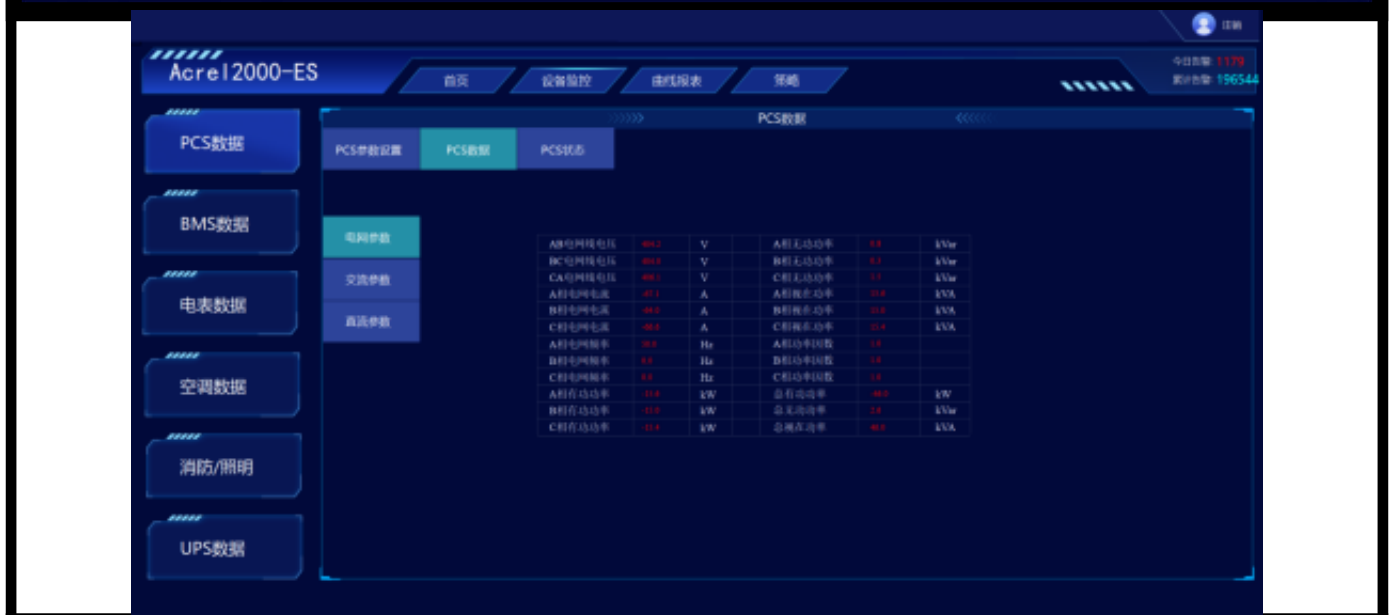 注销
Acrel2000-ES
首页 设备监控 曲线报表 策略
今日告警: 1179
累计告警: 196544
PCS数据
BMS数据
电表数据
空调数据
消防/照明
UPS数据
PCS数据
PCS参数设置 PCS数据 PCS状态
电网参数
交流参数
直流参数
AB电网线电压 V A相无功功率 kVar
BC电网线电压 V B相无功功率 kVar
CA电网线电压 V C相无功功率 kVar
A相电网电流 A A相视在功率 kVA
B相电网电流 A B相视在功率 kVA
C相电网电流 A C相视在功率 kVA
A相电网频率 Hz A相功率因数
B相电网频率 Hz B相功率因数
C相电网频率 Hz C相功率因数
A相有功功率 kW 总有功功率 kW
B相有功功率 kW 总无功功率 kVar
C相有功功率 kW 总视在功率 kVA